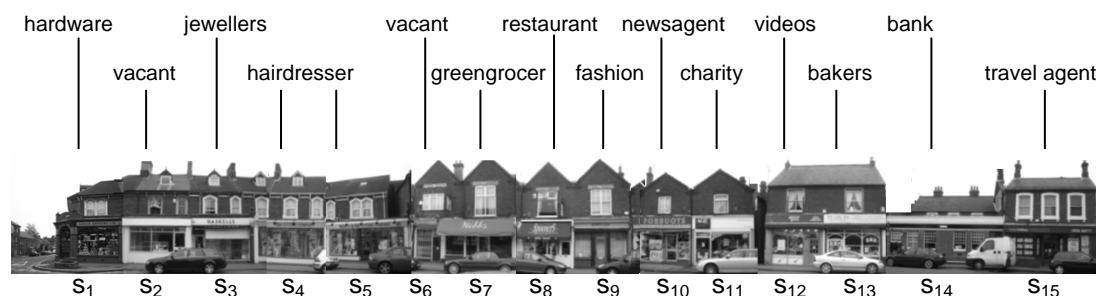 hardware jewellers vacant restaurant newsagent videos bank
vacant hairdresser greengrocer fashion charity bakers travel agent
HASKELLS
S1 S2 S3 S4 S5 S6 S7 S8 S9 S10 S11 S12 S13 S14 S15